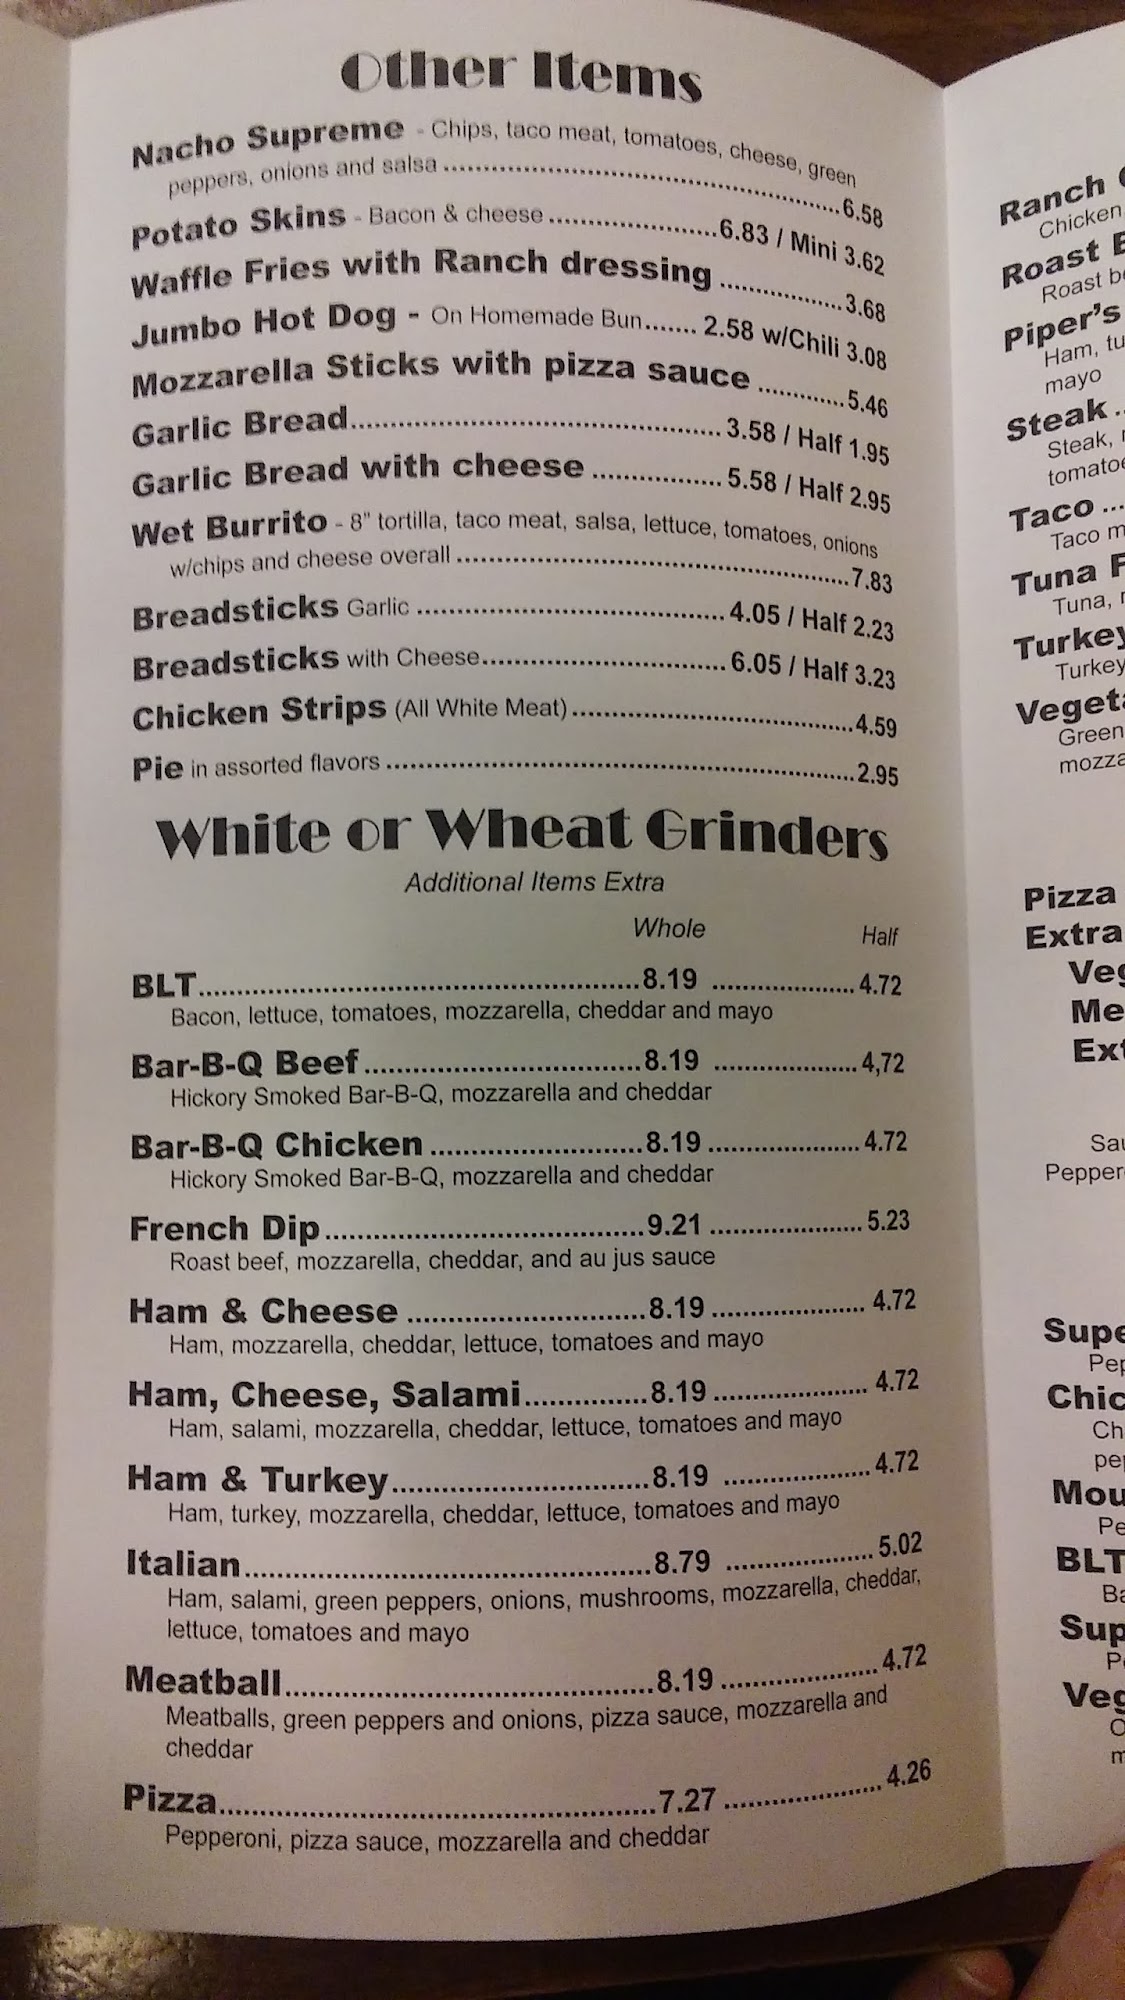 Other Items
Nacho Supreme - Chips, taco meat, tomatoes, cheese, green
peppers, onions and salsa ..... 6.58
Potato Skins - Bacon & cheese ..... 6.83 / Mini 3.62
Waffle Fries with Ranch dressing ..... 3.68
Jumbo Hot Dog - On Homemade Bun ..... 2.58 w/Chili 3.08
Mozzarella Sticks with pizza sauce ..... 5.46
Garlic Bread ..... 3.58 / Half 1.95
Garlic Bread with cheese ..... 5.58 / Half 2.95
Wet Burrito - 8" tortilla, taco meat, salsa, lettuce, tomatoes, onions
w/chips and cheese overall ..... 7.83
Breadsticks Garlic ..... 4.05 / Half 2.23
Breadsticks with Cheese ..... 6.05 / Half 3.23
Chicken Strips (All White Meat) ..... 4.59
Pie in assorted flavors ..... 2.95
White or Wheat Grinders
Additional Items Extra
Whole Half
BLT ..... 8.19 ..... 4.72
Bacon, lettuce, tomatoes, mozzarella, cheddar and mayo
Bar-B-Q Beef ..... 8.19 ..... 4,72
Hickory Smoked Bar-B-Q, mozzarella and cheddar
Bar-B-Q Chicken ..... 8.19 ..... 4.72
Hickory Smoked Bar-B-Q, mozzarella and cheddar
French Dip ..... 9.21 ..... 5.23
Roast beef, mozzarella, cheddar, and au jus sauce
Ham & Cheese ..... 8.19 ..... 4.72
Ham, mozzarella, cheddar, lettuce, tomatoes and mayo
Ham, Cheese, Salami ..... 8.19 ..... 4.72
Ham, salami, mozzarella, cheddar, lettuce, tomatoes and mayo
Ham & Turkey ..... 8.19 ..... 4.72
Ham, turkey, mozzarella, cheddar, lettuce, tomatoes and mayo
Italian ..... 8.79 ..... 5.02
Ham, salami, green peppers, onions, mushrooms, mozzarella, cheddar,
lettuce, tomatoes and mayo
Meatball ..... 8.19 ..... 4.72
Meatballs, green peppers and onions, pizza sauce, mozzarella and
cheddar
Pizza ..... 7.27 ..... 4.26
Pepperoni, pizza sauce, mozzarella and cheddar
Ranch
Chicken
Roast
Roast
Piper's
Ham,
mayo
Steak
Steak,
Taco ...
Taco
Tuna
Tuna,
Turkey
Turkey
Green
Pizza
Extra
BLT